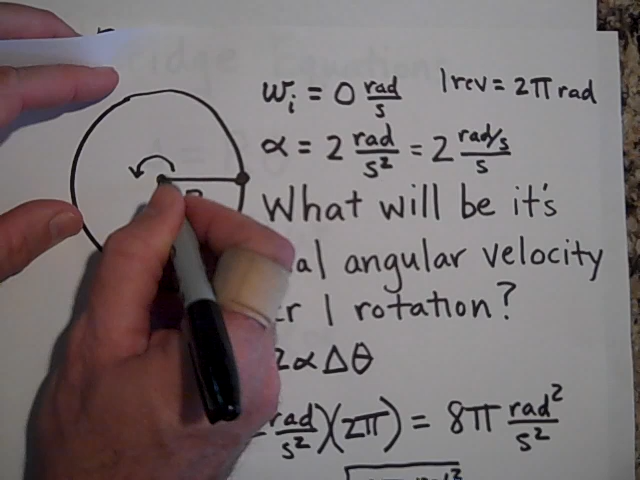 ωᵢ = 0 rad/s 1 rev = 2π rad
α = 2 rad/s² = 2 rad/s/s
What will be it's
angular velocity
1 rotation?
2αΔθ
rad/s²)(2π) = 8π rad²/s²